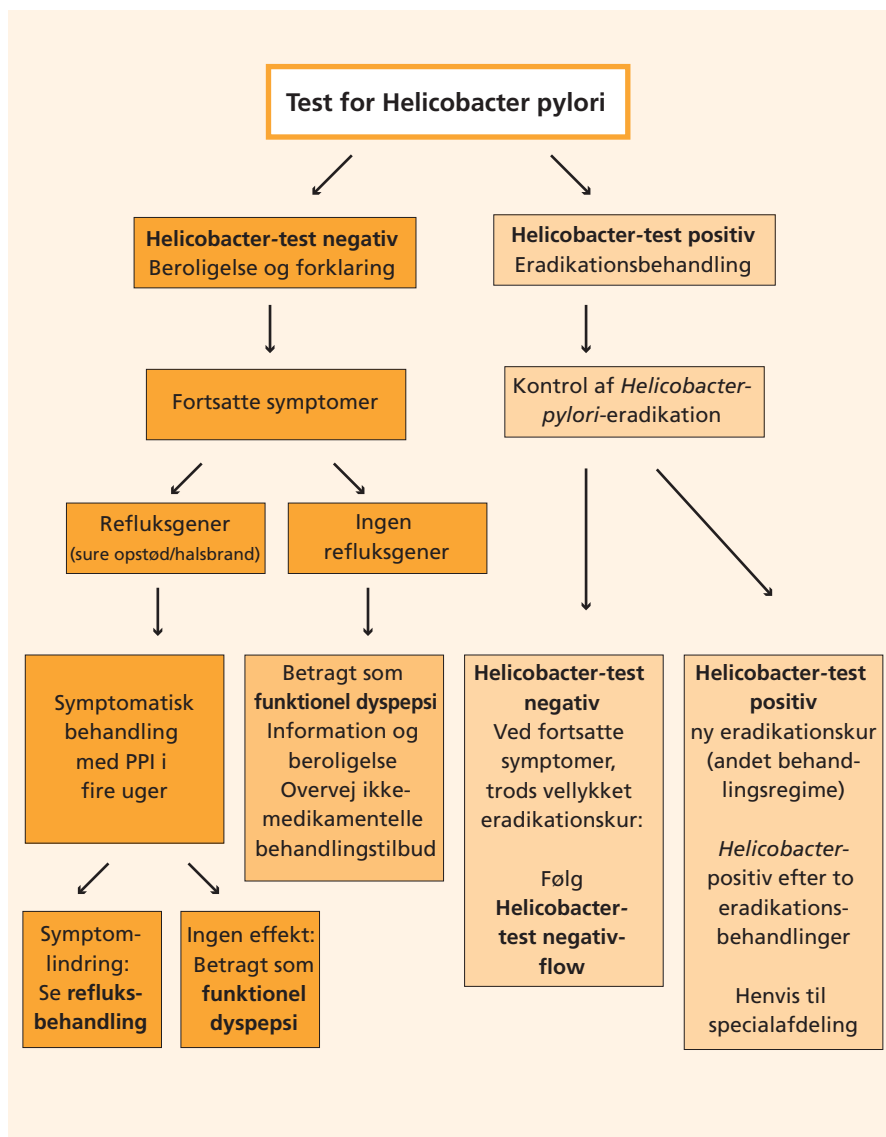 Test for Helicobacter pylori
Helicobacter-test negativ
Beroligelse og forklaring
Helicobacter-test positiv
Eradikationsbehandling
Fortsatte symptomer
Kontrol af Helicobacter-
pylori-eradikation
Refluksgener
(sure opstød/halsbrand)
Ingen
refluksgener
Symptomatisk
behandling
med PPI i
fire uger
Betragt som
funktionel dyspepsi
Information og
beroligelse
Overvej ikke-
medikamentelle
behandlingstilbud
Helicobacter-test
negativ
Ved fortsatte
symptomer,
trods vellykket
eradikationskur:
Følg
Helicobacter-
test negativ-
flow
Helicobacter-test
positiv
ny eradikationskur
(andet behand-
lingsregime)
Helicobacter-
positiv efter to
eradikations-
behandlinger
Henvis til
specialafdeling
Symptom-
lindring:
Se refluks-
behandling
Ingen effekt:
Betragt som
funktionel
dyspepsi